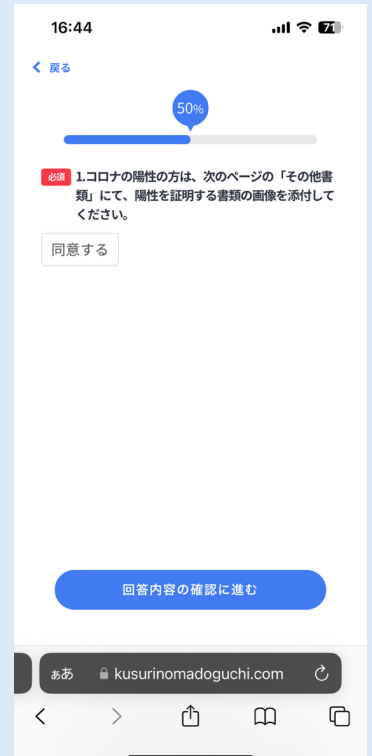 16:44
71
戻る
50%
必須 1.コロナの陽性の方は、次のページの「その他書
類」にて、陽性を証明する書類の画像を添付して
ください。
同意する
回答内容の確認に進む
ぁあ kusurinomadoguchi.com